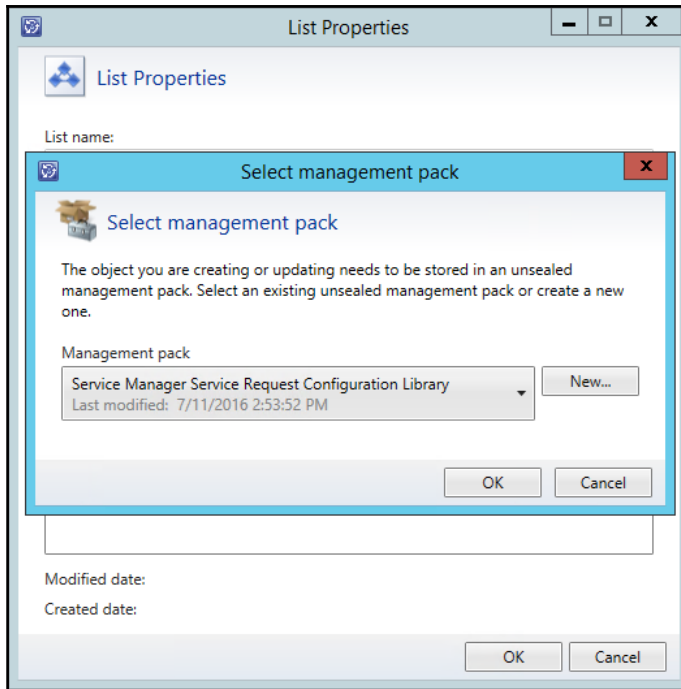 List Properties
List Properties
List name:
Select management pack
Select management pack
The object you are creating or updating needs to be stored in an unsealed
management pack. Select an existing unsealed management pack or create a new
one.
Management pack
Service Manager Service Request Configuration Library
Last modified: 7/11/2016 2:53:52 PM
New...
OK
Cancel
Modified date:
Created date:
OK
Cancel